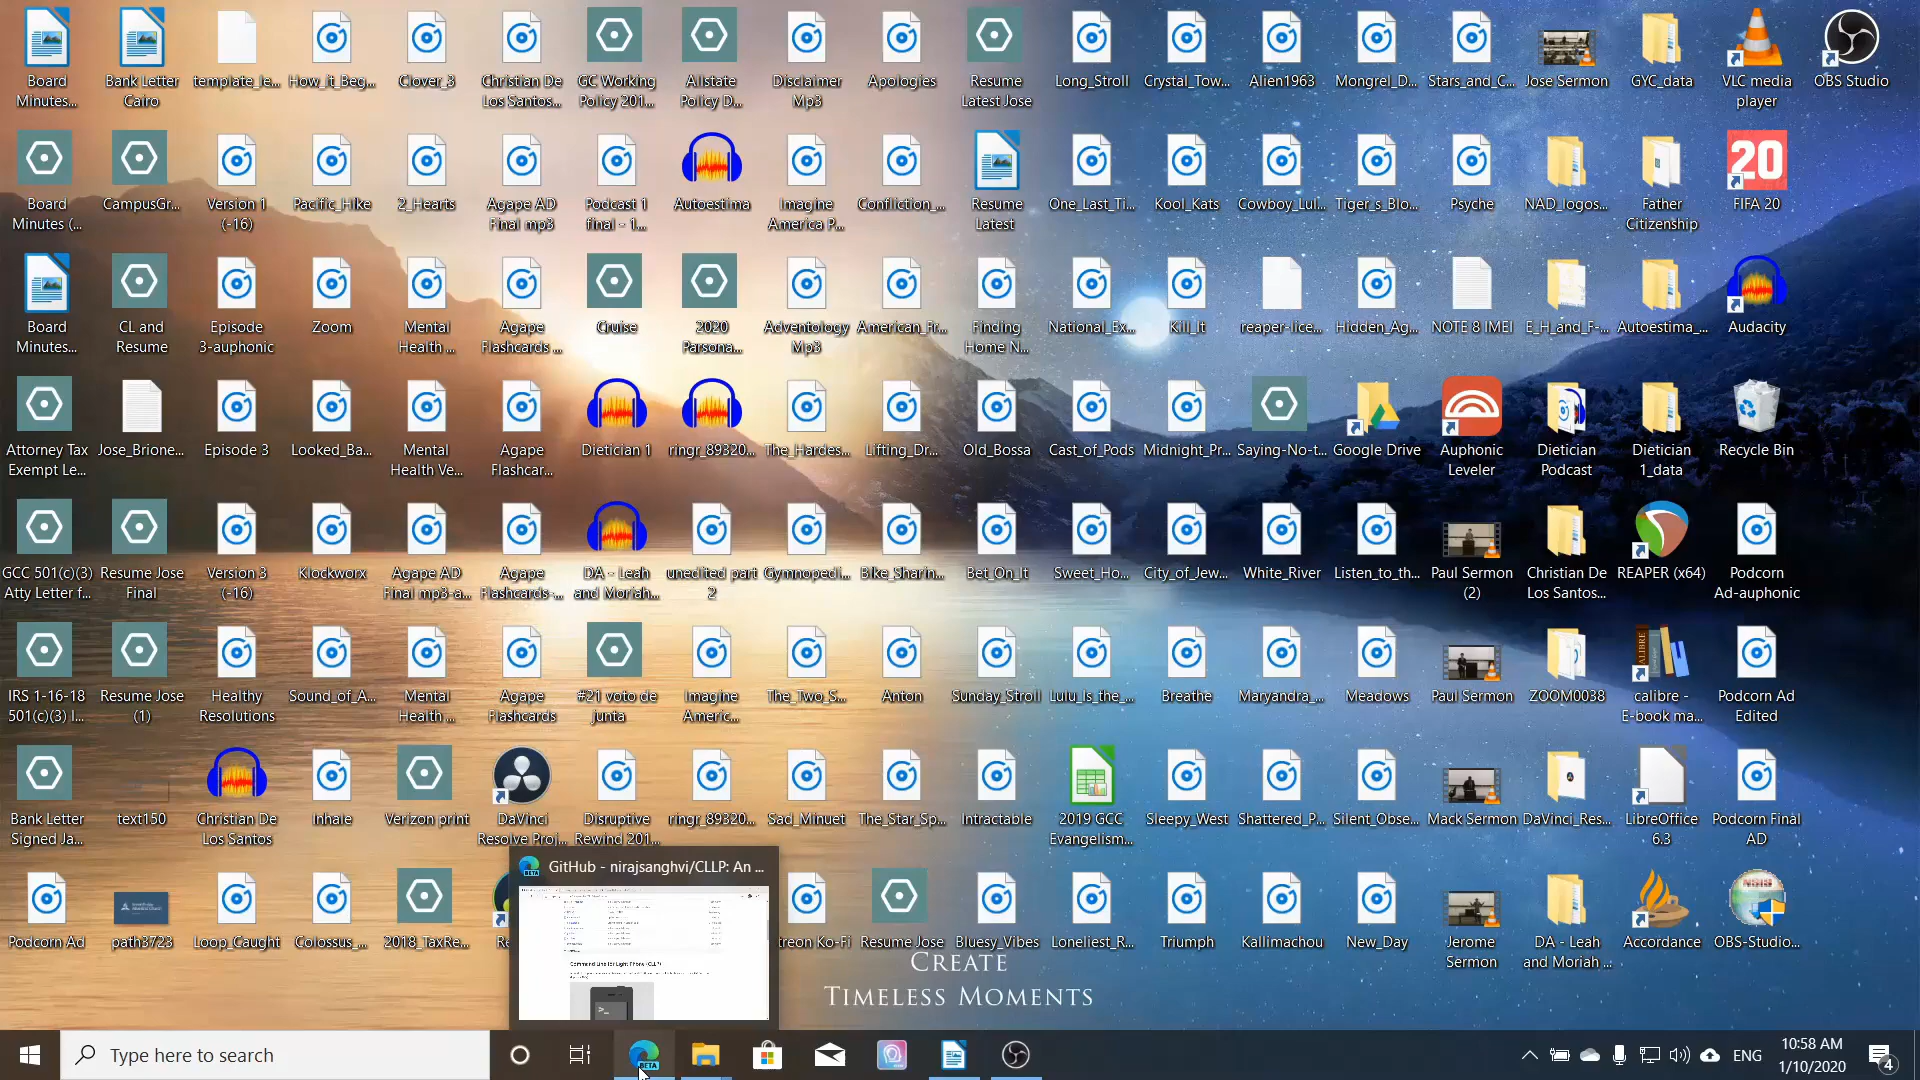 Board Minutes...
Bank Letter Cairo
template_le...
How_it_Beg...
Clover_3
Christian De Los Santos...
GC Working Policy 201...
Allstate Policy D...
Disclaimer Mp3
Apologies
Resume Latest Jose
Long_Stroll
Crystal_Tow...
Alien1963
Mongrel_D...
Stars_and_C...
Jose Sermon
GYC_data
VLC media player
OBS Studio
Board Minutes (...
CampusGr...
Version 1 (-16)
Pacific_Hike
2_Hearts
Agape AD Final mp3
Podcast 1 final - 1...
Autoestima
Imagine America P...
Confliction_...
Resume Latest
One_Last_Ti...
Kool_Kats
Cowboy_Lul...
Tiger_s_Blo...
Psyche
NAD_logos...
Father Citizenship
20
FIFA 20
Board Minutes...
CL and Resume
Episode 3-auphonic
Zoom
Mental Health ...
Agape Flashcards ...
Cruise
2020 Parsona...
Adventology Mp3
American_Fr...
Finding Home N...
National_Ex...
Kill_It
reaper-lice...
Hidden_Ag...
NOTE 8 IMEI
E_H_and_F-...
Autoestima_...
Audacity
Attorney Tax Exempt Le...
Jose_Brione...
Episode 3
Looked_Ba...
Mental Health Ve...
Agape Flashcar...
Dietician 1
ringr_89320...
The_Hardes...
Lifting_Dr...
Old_Bossa
Cast_of_Pods
Midnight_Pr...
Saying-No-t...
Google Drive
Auphonic Leveler
Dietician Podcast
Dietician 1_data
Recycle Bin
GCC 501(c)(3) Atty Letter f...
Resume Jose Final
Version 3 (-16)
Klockworx
Agape AD Final mp3-a...
Agape Flashcards-...
DA - Leah and Moriah...
unedited part 2
Gymnopedi...
Bike_Sharin...
Bet_On_It
Sweet_Ho...
City_of_Jew...
White_River
Listen_to_th...
Paul Sermon (2)
Christian De Los Santos...
REAPER (x64)
Podcorn Ad-auphonic
IRS 1-16-18 501(c)(3) l...
Resume Jose (1)
Healthy Resolutions
Sound_of_A...
Mental Health_...
Agape Flashcards
#21 voto de junta
Imagine Americ...
The_Two_S...
Anton
Sunday_Stroll
Lulu_Is_the_...
Breathe
Maryandra_...
Meadows
Paul Sermon
ZOOM0038
CALIBRE
calibre - E-book ma...
Podcorn Ad Edited
Bank Letter Signed Ja...
text150
Christian De Los Santos
Inhale
Verizon print
DaVinci Resolve Proj...
Disruptive Rewind 201...
ringr_89320...
Sad_Minuet
The_Star_Sp...
Intractable
2019 GCC Evangelism...
Sleepy_West
Shattered_P...
Silent_Obse...
Mack Sermon
DaVinci_Res...
LibreOffice 6.3
Podcorn Final AD
GitHub - nirajsanghvi/CLLP: An ...
Command Line for Light Phone (CLLP)
>_
Podcorn Ad
path3723
Loop_Caught
Colossus_...
2018_TaxRe...
Re
treon Ko-Fi
Resume Jose
Bluesy_Vibes
Loneliest_R...
Triumph
Kallimachou
New_Day
Jerome Sermon
DA - Leah and Moriah ...
Accordance
NSIS
OBS-Studio...
Create
Timeless Moments
Type here to search
BETA
ENG
10:58 AM
1/10/2020
4